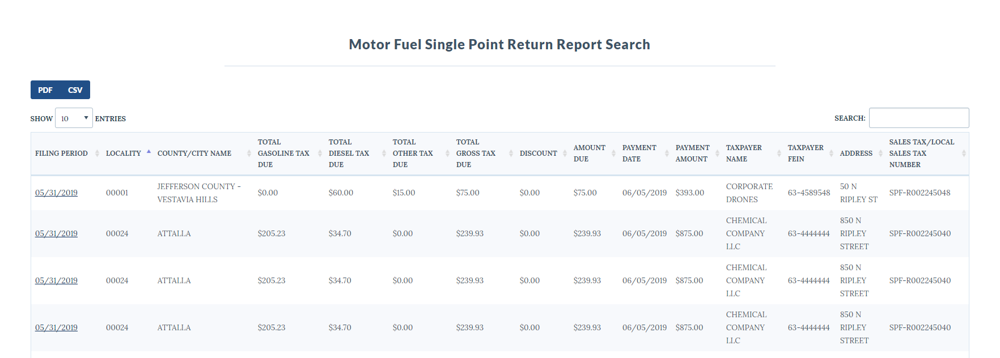 Motor Fuel Single Point Return Report Search
PDF CSV
SHOW 10 ENTRIES
SEARCH:
FILING PERIOD LOCALITY COUNTY/CITY NAME TOTAL GASOLINE TAX DUE TOTAL DIESEL TAX DUE TOTAL OTHER TAX DUE TOTAL GROSS TAX DUE DISCOUNT AMOUNT DUE PAYMENT DATE PAYMENT AMOUNT TAXPAYER NAME TAXPAYER FEIN ADDRESS SALES TAX/LOCAL SALES TAX NUMBER
05/31/2019 00001 JEFFERSON COUNTY - VESTAVIA HILLS $0.00 $60.00 $15.00 $75.00 $0.00 $75.00 06/05/2019 $393.00 CORPORATE DRONES 63-4589548 50 N RIPLEY ST SPF-R002245048
05/31/2019 00024 ATTALLA $205.23 $34.70 $0.00 $239.93 $0.00 $239.93 06/05/2019 $875.00 CHEMICAL COMPANY LLC 63-4444444 850 N RIPLEY STREET SPF-R002245040
05/31/2019 00024 ATTALLA $205.23 $34.70 $0.00 $239.93 $0.00 $239.93 06/05/2019 $875.00 CHEMICAL COMPANY LLC 63-4444444 850 N RIPLEY STREET SPF-R002245040
05/31/2019 00024 ATTALLA $205.23 $34.70 $0.00 $239.93 $0.00 $239.93 06/05/2019 $875.00 CHEMICAL COMPANY LLC 63-4444444 850 N RIPLEY STREET SPF-R002245040